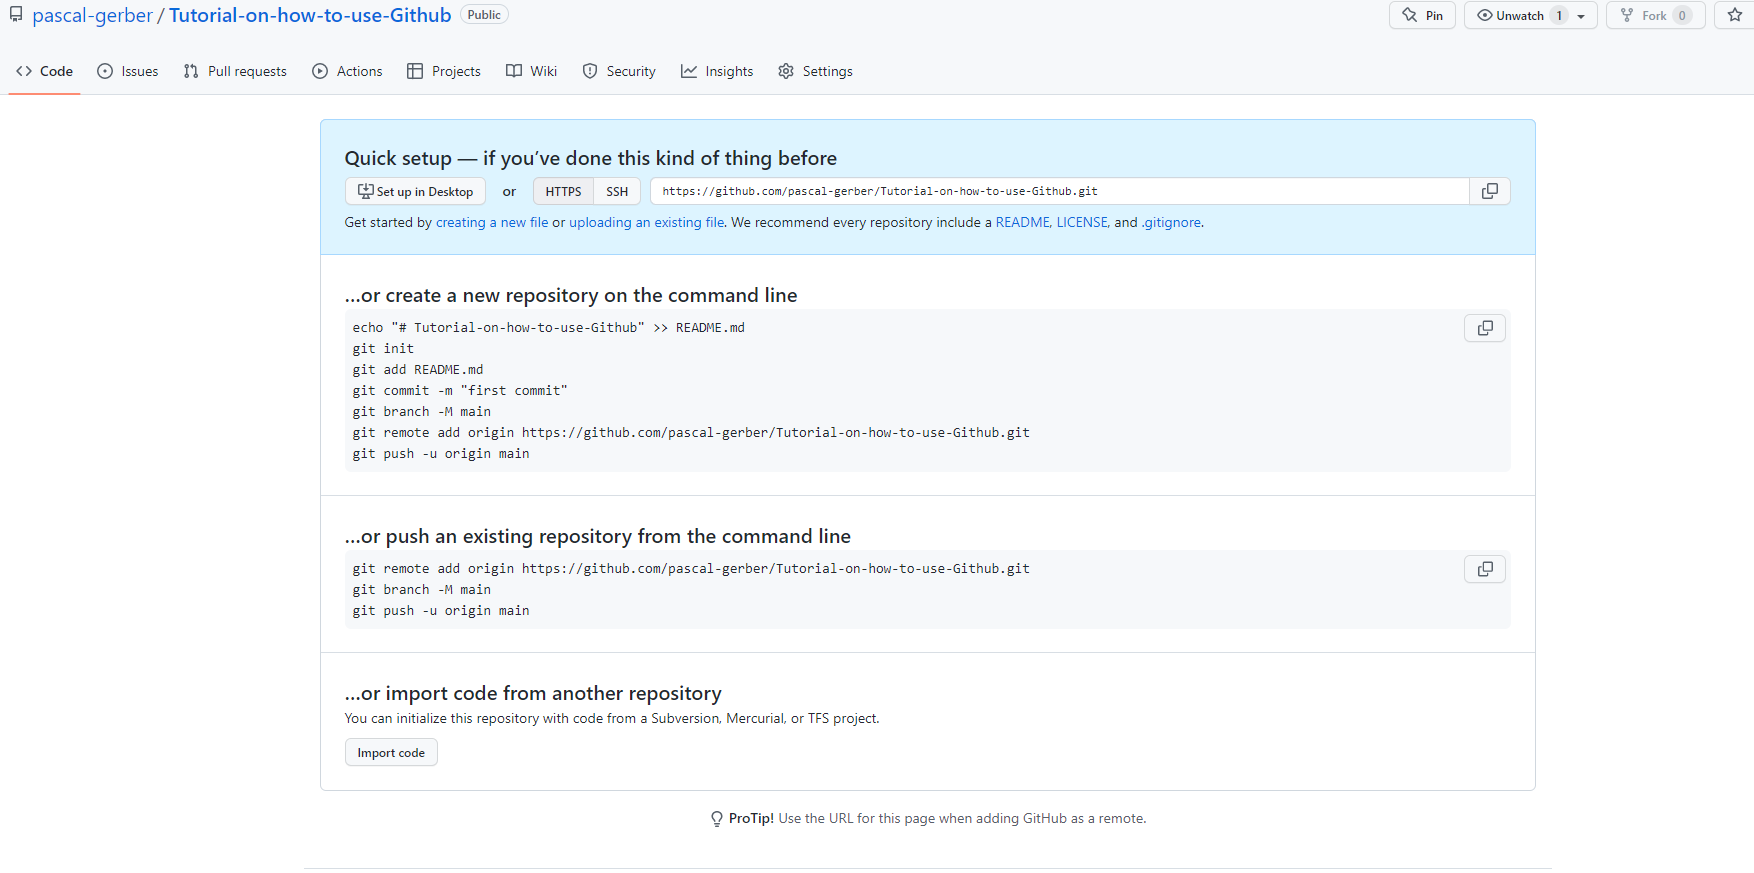 pascal-gerber / Tutorial-on-how-to-use-Github Public
Pin Unwatch 1 Fork 0
Code Issues Pull requests Actions Projects Wiki Security Insights Settings
Quick setup — if you’ve done this kind of thing before
Set up in Desktop or HTTPS SSH https://github.com/pascal-gerber/Tutorial-on-how-to-use-Github.git
Get started by creating a new file or uploading an existing file. We recommend every repository include a README, LICENSE, and .gitignore.
…or create a new repository on the command line
echo "# Tutorial-on-how-to-use-Github" >> README.md
git init
git add README.md
git commit -m "first commit"
git branch -M main
git remote add origin https://github.com/pascal-gerber/Tutorial-on-how-to-use-Github.git
git push -u origin main
…or push an existing repository from the command line
git remote add origin https://github.com/pascal-gerber/Tutorial-on-how-to-use-Github.git
git branch -M main
git push -u origin main
…or import code from another repository
You can initialize this repository with code from a Subversion, Mercurial, or TFS project.
Import code
ProTip! Use the URL for this page when adding GitHub as a remote.